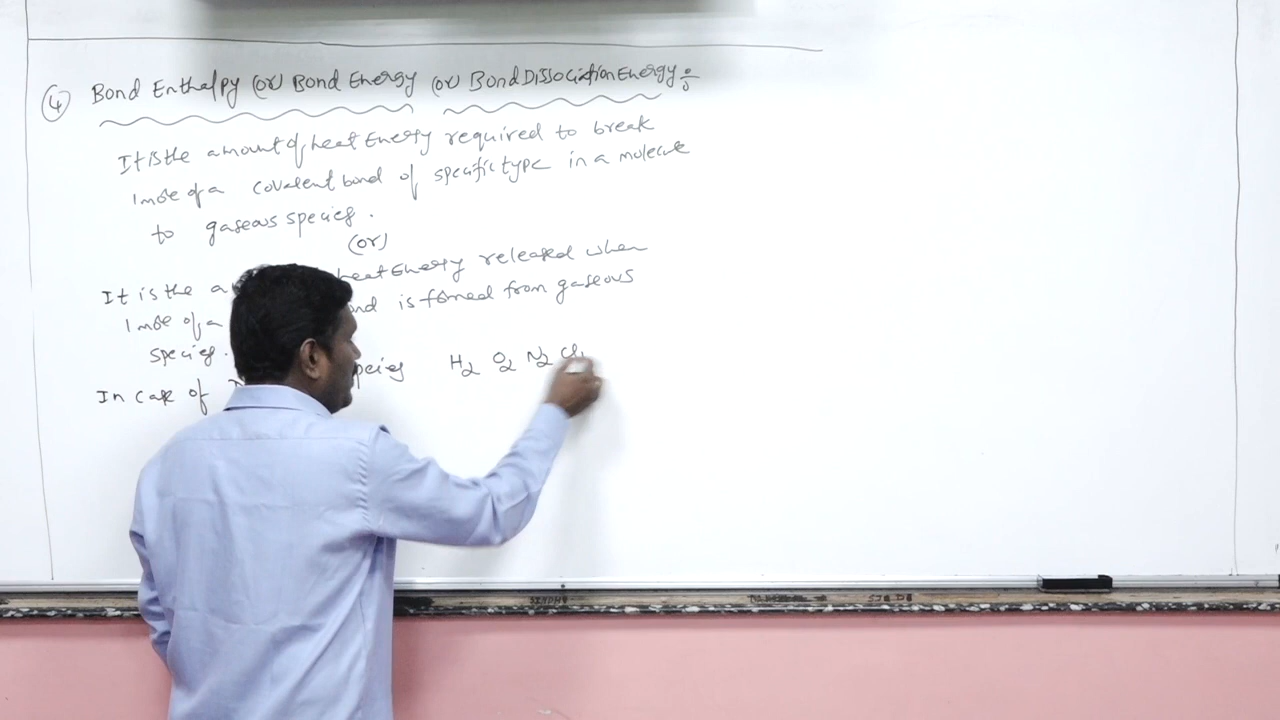 4 Bond Enthalpy (or) Bond Energy (or) Bond Dissociation Energy :-
It is the amount of heat Energy required to break
1 mole of a covalent bond of specific type in a molecule
to gaseous species.
(or)
It is the a heat Energy released when
1 mole of a ond is formed from gaseous
species.
In case of pecies H2 O2 N2